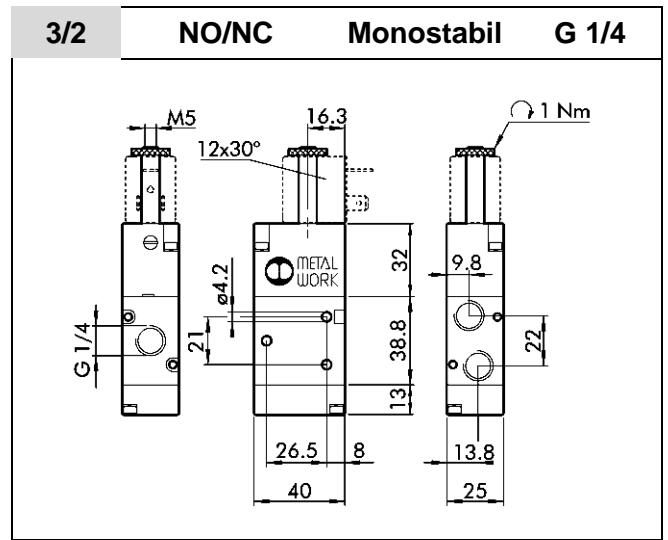 3/2 NO/NC Monostabil G 1/4
M5
16.3
1 Nm
12x30°
METAL
WORK
32
9.8
ø4.2
G 1/4
21
38.8
22
13
26.5
8
13.8
40
25